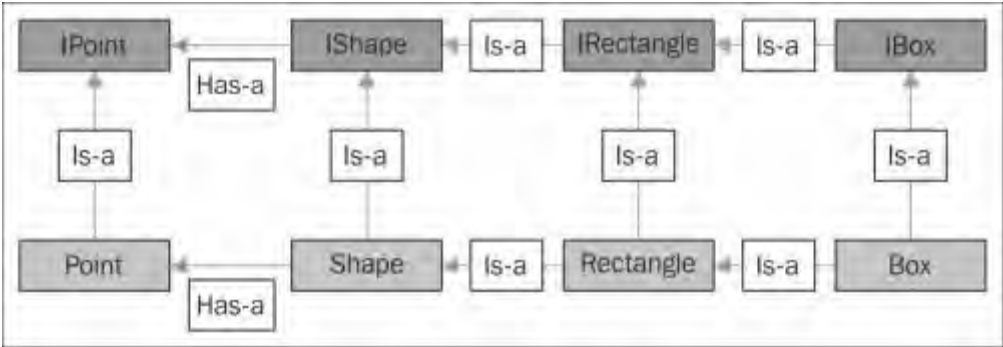 IPoint
IShape
Is-a
IRectangle
Is-a
IBox
Has-a
Is-a
Is-a
Is-a
Is-a
Point
Shape
Is-a
Rectangle
Is-a
Box
Has-a